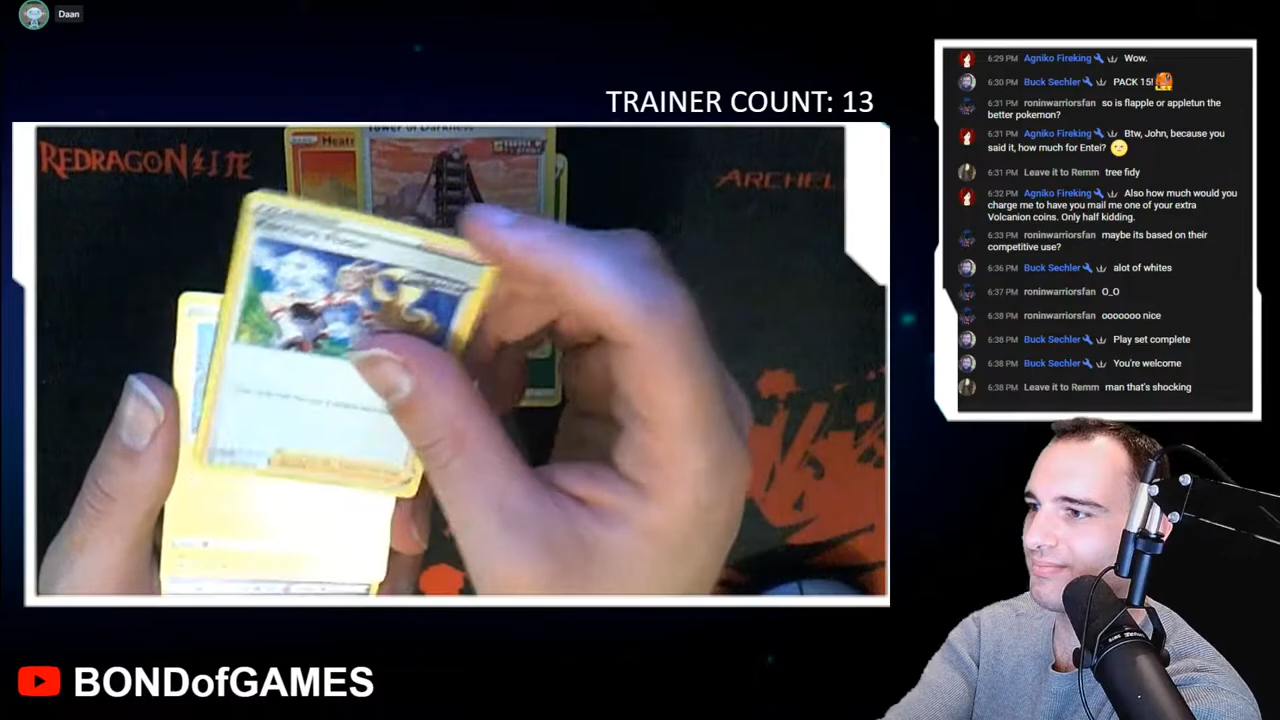 Daan
TRAINER COUNT: 13
REDRAGON
ARCHEL
Tower of Darkness
6:29 PM Agniko Fireking Wow.
6:30 PM Buck Sechler PACK 15!
6:31 PM roninwarriorsfan so is flapple or appletun the
better pokemon?
6:31 PM Agniko Fireking Btw, John, because you
said it, how much for Entei?
6:31 PM Leave it to Remm tree fidy
6:32 PM Agniko Fireking Also how much would you
charge me to have you mail me one of your extra
Volcanion coins. Only half kidding.
6:33 PM roninwarriorsfan maybe its based on their
competitive use?
6:36 PM Buck Sechler alot of whites
6:37 PM roninwarriorsfan O_O
6:38 PM roninwarriorsfan ooooooo nice
6:38 PM Buck Sechler Play set complete
6:38 PM Buck Sechler You're welcome
6:38 PM Leave it to Remm man that's shocking
BONDofGAMES